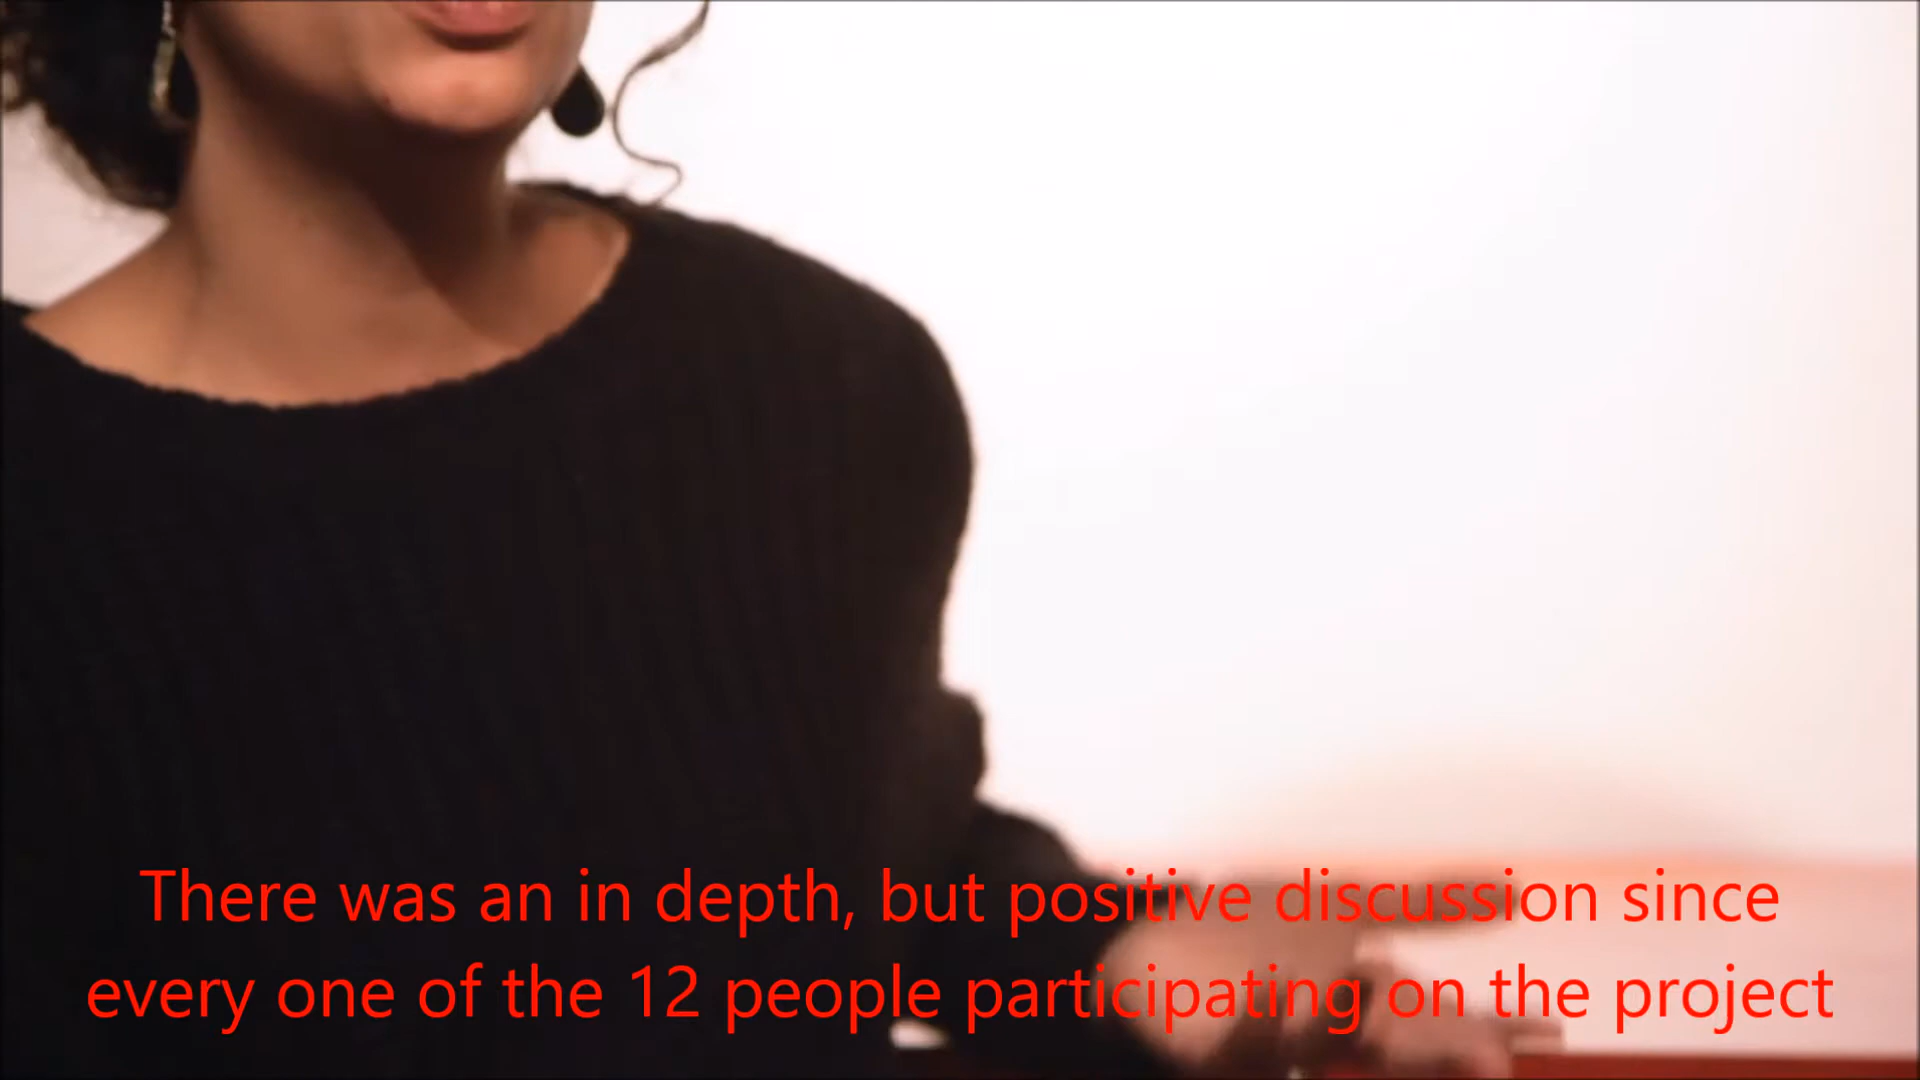 There was an in depth, but positive discussion since
every one of the 12 people participating on the project